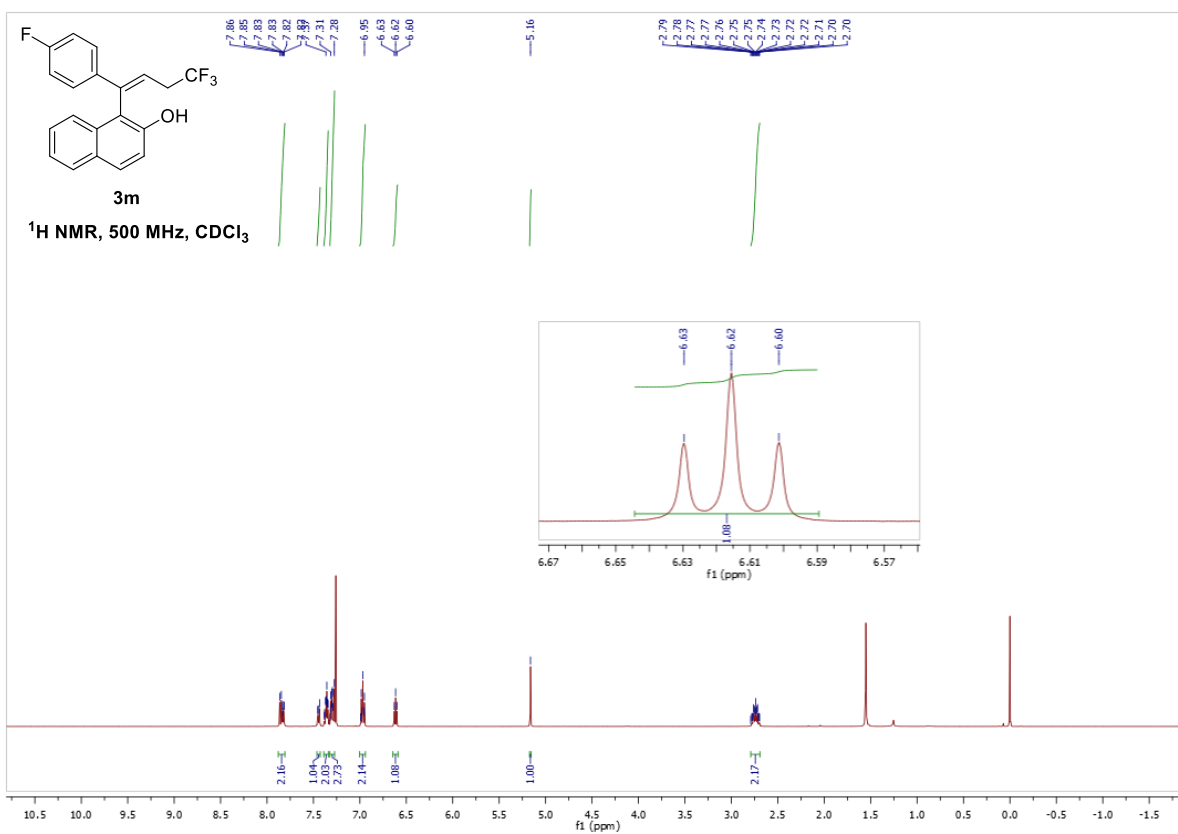 7.86 7.85 7.83 7.83 7.82 7.37 7.31 7.28 6.95 6.63 6.62 6.60 5.16 2.79 2.78 2.77 2.77 2.76 2.75 2.75 2.74 2.73 2.72 2.72 2.71 2.70 2.70
F
CF3
OH
3m
1H NMR, 500 MHz, CDCl3
6.63 6.62 6.60
1.08
6.67 6.65 6.63 6.61 6.59 6.57
f1 (ppm)
2.16 1.04 2.03 2.73 2.14 1.08 1.00 2.17
10.5 10.0 9.5 9.0 8.5 8.0 7.5 7.0 6.5 6.0 5.5 5.0 4.5 4.0 3.5 3.0 2.5 2.0 1.5 1.0 0.5 0.0 -0.5 -1.0 -1.5
f1 (ppm)